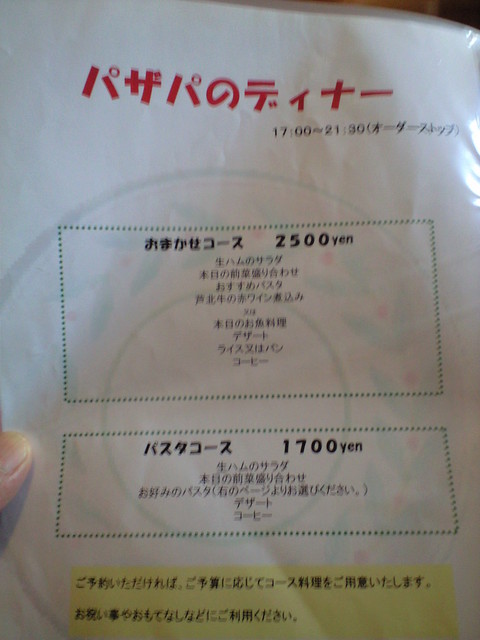 パザパのディナー
17:00～21:30(オーダーストップ)
おまかせコース 2500yen
生ハムのサラダ
本日の前菜盛り合わせ
おすすめパスタ
芦北牛の赤ワイン煮込み
又は
本日のお魚料理
デザート
ライス又はパン
コーヒー
パスタコース 1700yen
生ハムのサラダ
本日の前菜盛り合わせ
お好みのパスタ(右のページよりお選びください。)
デザート
コーヒー
ご予約いただければ、ご予算に応じてコース料理をご用意いたします。
お祝い事やおもてなしなどにご利用ください。